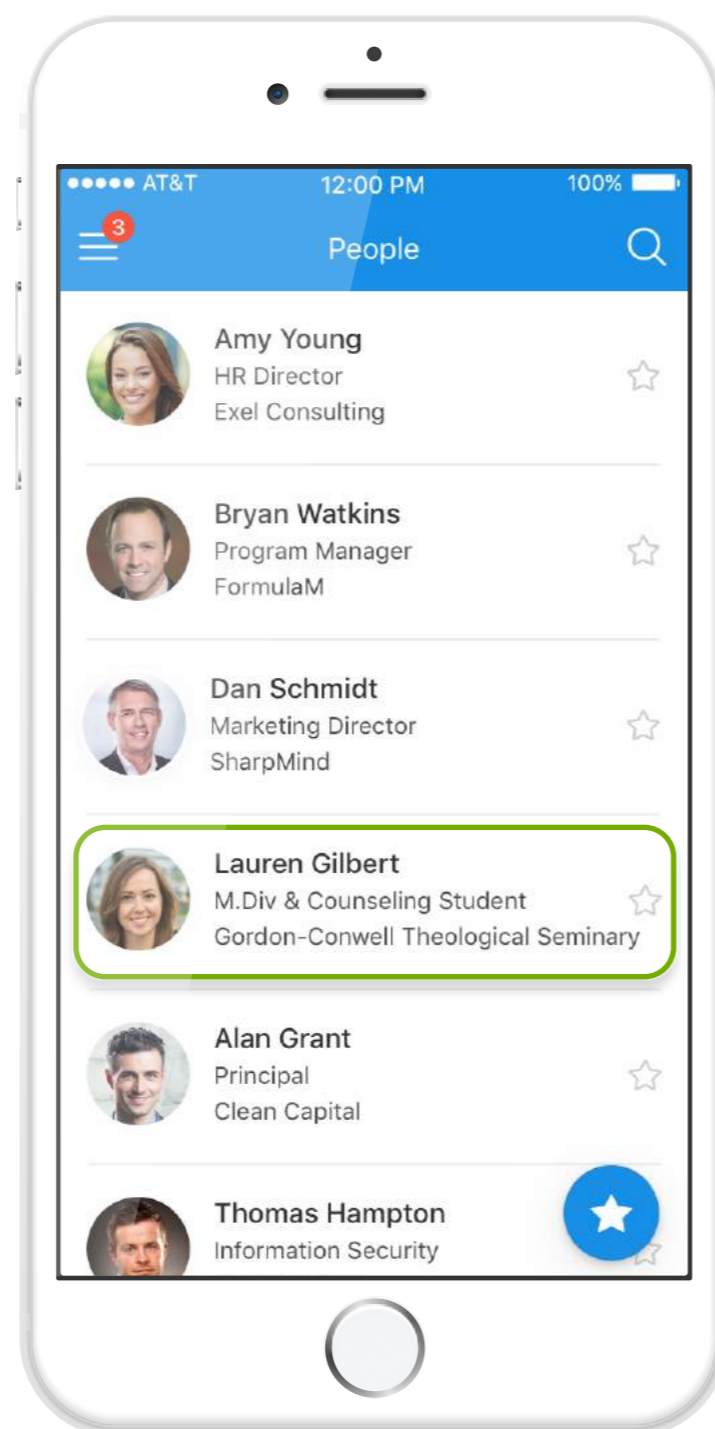 AT&T 12:00 PM 100%
3
People
Amy Young
HR Director
Exel Consulting
Bryan Watkins
Program Manager
FormulaM
Dan Schmidt
Marketing Director
SharpMind
Lauren Gilbert
M.Div & Counseling Student
Gordon-Conwell Theological Seminary
Alan Grant
Principal
Clean Capital
Thomas Hampton
Information Security